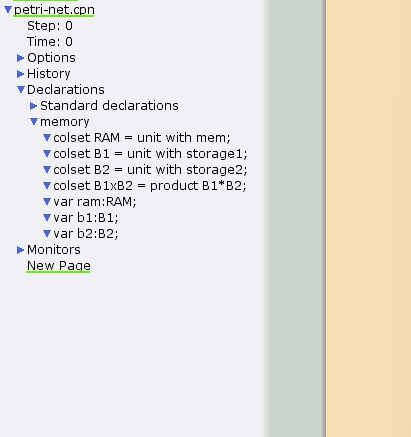 petri-net.cpn
Step: 0
Time: 0
Options
History
Declarations
Standard declarations
memory
colset RAM = unit with mem;
colset B1 = unit with storage1;
colset B2 = unit with storage2;
colset B1xB2 = product B1*B2;
var ram:RAM;
var b1:B1;
var b2:B2;
Monitors
New Page